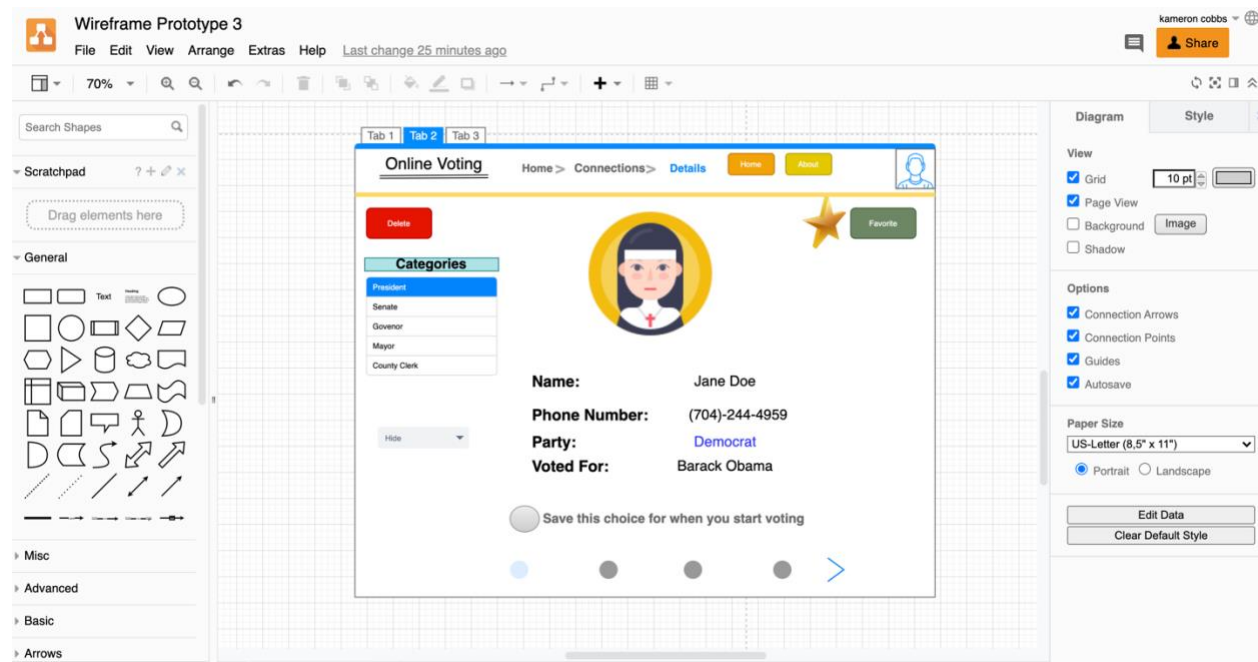 Wireframe Prototype 3
kameron cobbs
File Edit View Arrange Extras Help Last change 25 minutes ago
Share
70%
Search Shapes
Scratchpad
?
Drag elements here
General
Text
Misc
Advanced
Basic
Arrows
Tab 1 Tab 2 Tab 3
Online Voting
Home > Connections > Details
Home
About
Delete
Favorite
Categories
President
Senate
Govenor
Mayor
County Clerk
Hide
Name: Jane Doe
Phone Number: (704)-244-4959
Party: Democrat
Voted For: Barack Obama
Save this choice for when you start voting
Diagram Style
View
Grid 10 pt
Page View
Background Image
Shadow
Options
Connection Arrows
Connection Points
Guides
Autosave
Paper Size
US-Letter (8,5" x 11")
Portrait Landscape
Edit Data
Clear Default Style